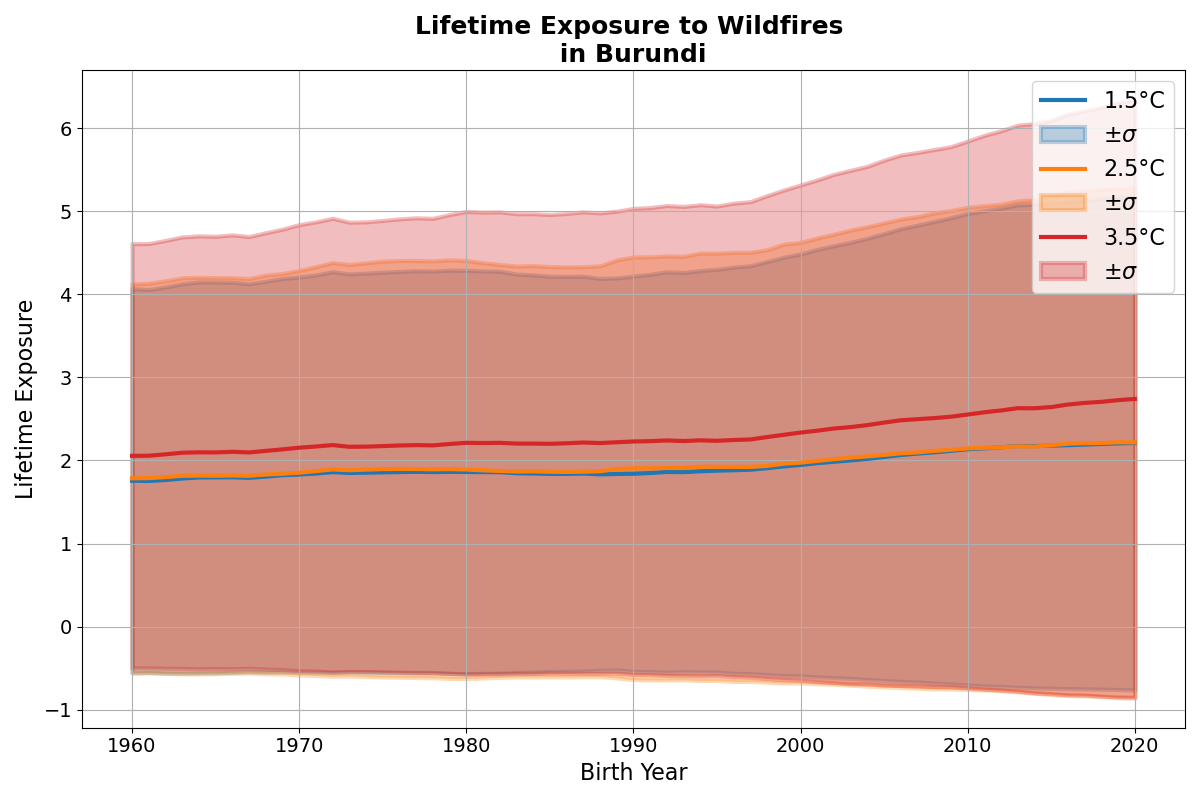 Lifetime Exposure to Wildfires
in Burundi
Lifetime Exposure
6
5
4
3
2
1
0
−1
1960
1970
1980
1990
2000
2010
2020
Birth Year
1.5°C
±σ
2.5°C
±σ
3.5°C
±σ